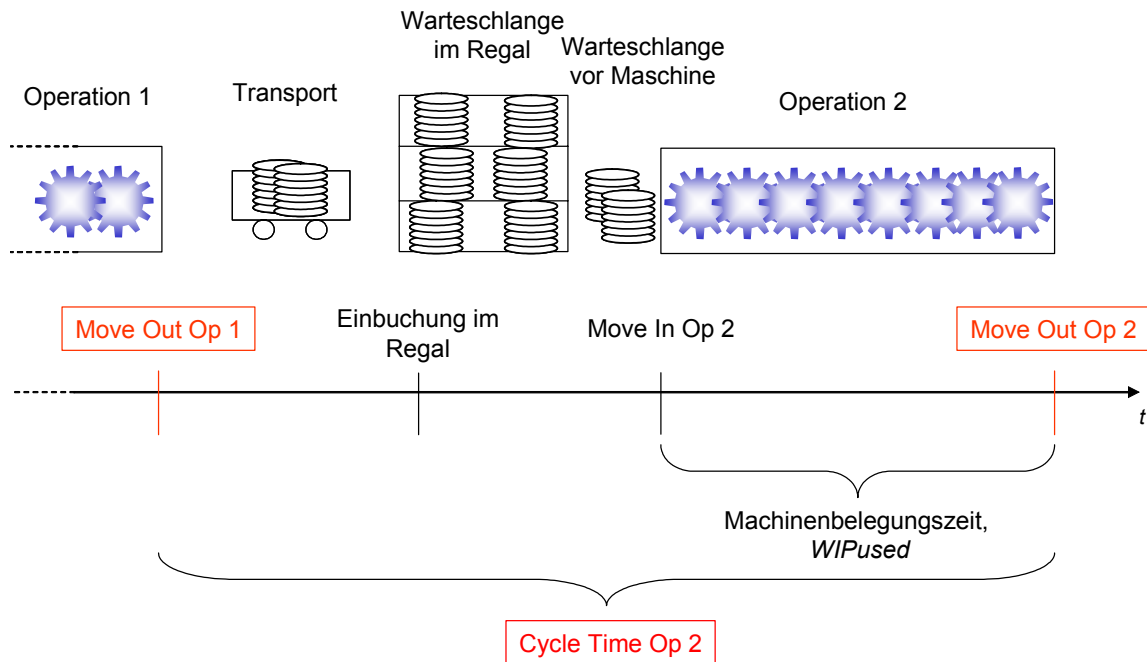 Warteschlange
im Regal
Warteschlange
vor Maschine
Operation 1
Transport
Operation 2
Move Out Op 1
Einbuchung im
Regal
Move In Op 2
Move Out Op 2
t
Machinenbelegungszeit,
WIPused
Cycle Time Op 2